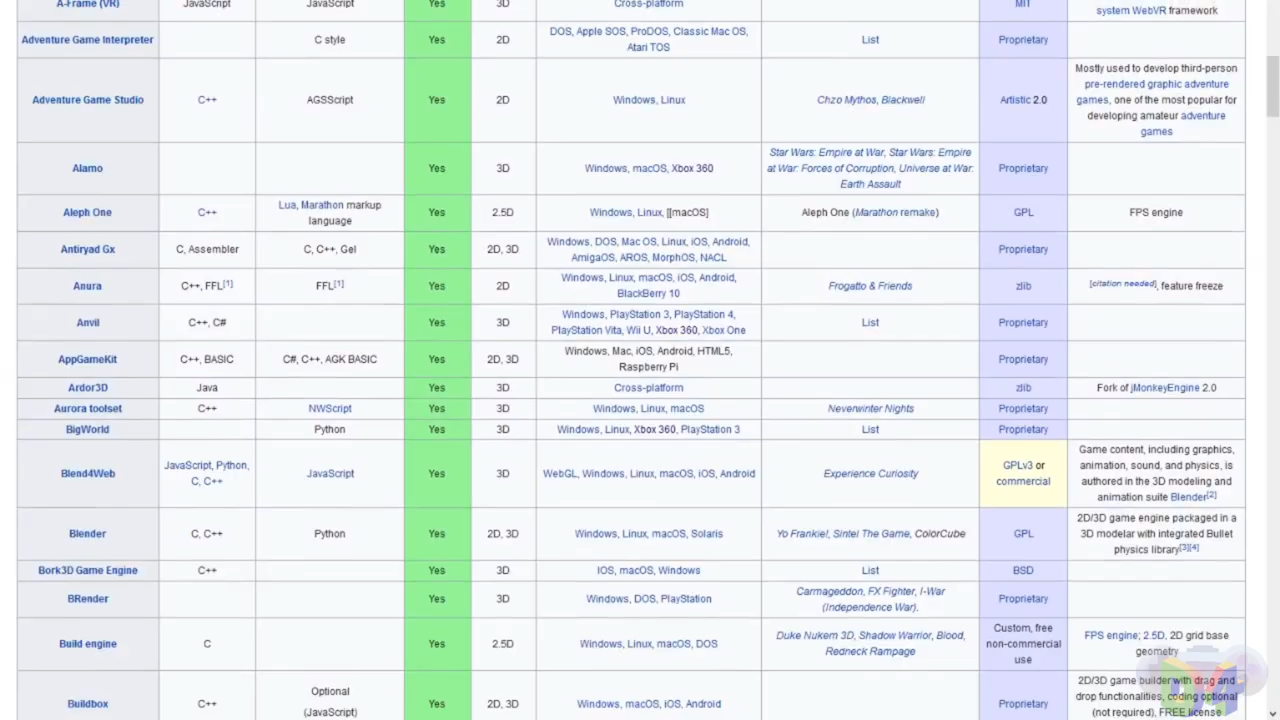 A-Frame (VR) JavaScript JavaScript Yes 3D Cross-platform MIT
system WebVR framework
Adventure Game Interpreter C style Yes 2D DOS, Apple SOS, ProDOS, Classic Mac OS,
Atari TOS List Proprietary
Adventure Game Studio C++ AGSScript Yes 2D Windows, Linux Chzo Mythos, Blackwell Artistic 2.0
Mostly used to develop third-person
pre-rendered graphic adventure
games, one of the most popular for
developing amateur adventure
games
Alamo Yes 3D Windows, macOS, Xbox 360
Star Wars: Empire at War, Star Wars: Empire
at War: Forces of Corruption, Universe at War:
Earth Assault
Proprietary
Aleph One C++ Lua, Marathon markup
language Yes 2.5D Windows, Linux, [[macOS] Aleph One (Marathon remake) GPL FPS engine
Antiryad Gx C, Assembler C, C++, Gel Yes 2D, 3D Windows, DOS, Mac OS, Linux, iOS, Android,
AmigaOS, AROS, MorphOS, NACL Proprietary
Anura C++, FFL[1] FFL[1] Yes 2D Windows, Linux, macOS, iOS, Android,
BlackBerry 10 Frogatto & Friends zlib [citation needed], feature freeze
Anvil C++, C# Yes 3D Windows, PlayStation 3, PlayStation 4,
PlayStation Vita, Wii U, Xbox 360, Xbox One List Proprietary
AppGameKit C++, BASIC C#, C++, AGK BASIC Yes 2D, 3D Windows, Mac, iOS, Android, HTML5,
Raspberry Pi Proprietary
Ardor3D Java Yes 3D Cross-platform zlib Fork of jMonkeyEngine 2.0
Aurora toolset C++ NWScript Yes 3D Windows, Linux, macOS Neverwinter Nights Proprietary
BigWorld Python Yes 3D Windows, Linux, Xbox 360, PlayStation 3 List Proprietary
Blend4Web JavaScript, Python,
C, C++ JavaScript Yes 3D WebGL, Windows, Linux, macOS, iOS, Android Experience Curiosity GPLv3 or
commercial
Game content, including graphics,
animation, sound, and physics, is
authored in the 3D modeling and
animation suite Blender[2]
Blender C, C++ Python Yes 2D, 3D Windows, Linux, macOS, Solaris Yo Frankie!, Sintel The Game, ColorCube GPL
2D/3D game engine packaged in a
3D modelar with integrated Bullet
physics library[3][4]
Bork3D Game Engine C++ Yes 3D IOS, macOS, Windows List BSD
BRender Yes 3D Windows, DOS, PlayStation Carmageddon, FX Fighter, I-War
(Independence War). Proprietary
Build engine C Yes 2.5D Windows, Linux, macOS, DOS Duke Nukem 3D, Shadow Warrior, Blood,
Redneck Rampage
Custom, free
non-commercial
use
FPS engine; 2.5D, 2D grid base
geometry
Buildbox C++ Optional
(JavaScript) Yes 2D, 3D Windows, macOS, iOS, Android Proprietary
2D/3D game builder with drag and
drop functionalities, coding optional
(not required), FREE license